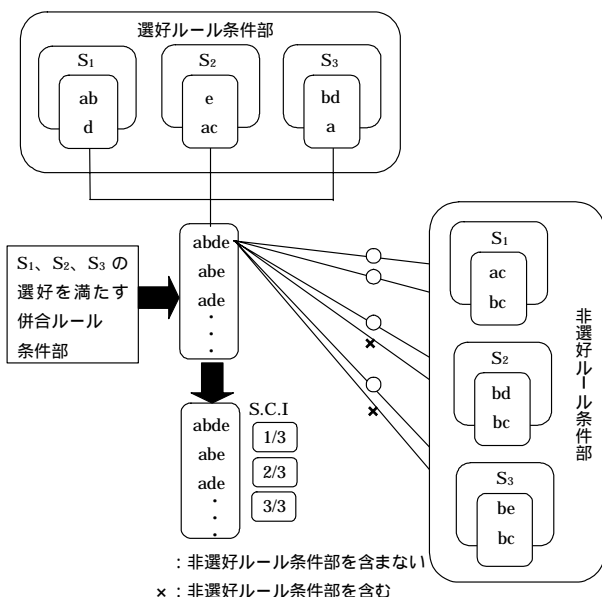 選好ルール条件部
S₁
ab
d
S₂
e
ac
S₃
bd
a
S₁、S₂、S₃ の
選好を満たす
併合ルール
条件部
abde
abe
ade
・
・
・
S₁
ac
bc
S₂
bd
bc
S₃
be
bc
非選好ルール条件部
abde
abe
ade
・
・
・
S.C.I
1/3
2/3
3/3
：非選好ルール条件部を含まない
×：非選好ルール条件部を含む